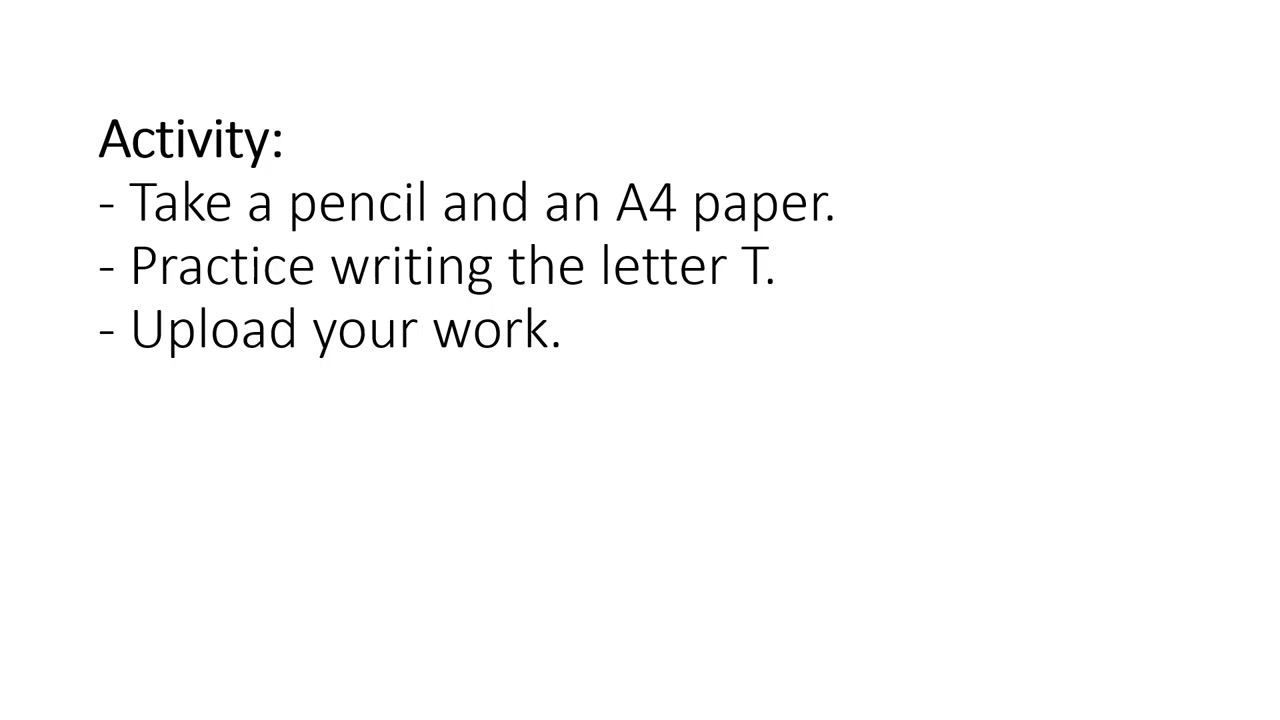 Activity:
- Take a pencil and an A4 paper.
- Practice writing the letter T.
- Upload your work.